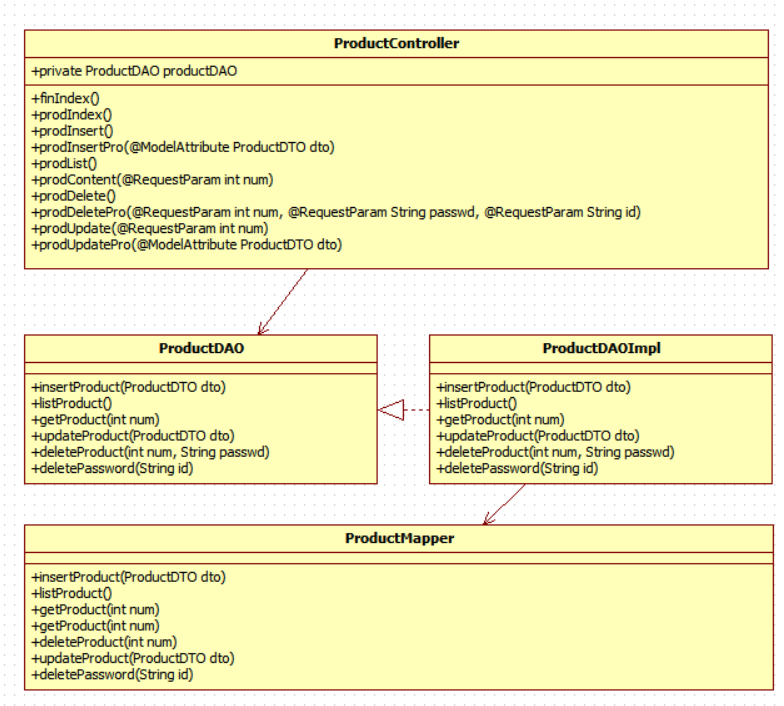 ProductController
+private ProductDAO productDAO
+finIndex()
+prodIndex()
+prodInsert()
+prodInsertPro(@ModelAttribute ProductDTO dto)
+prodList()
+prodContent(@RequestParam int num)
+prodDelete()
+prodDeletePro(@RequestParam int num, @RequestParam String passwd, @RequestParam String id)
+prodUpdate(@RequestParam int num)
+prodUpdatePro(@ModelAttribute ProductDTO dto)
ProductDAO
+insertProduct(ProductDTO dto)
+listProduct()
+getProduct(int num)
+updateProduct(ProductDTO dto)
+deleteProduct(int num, String passwd)
+deletePassword(String id)
ProductDAOImpl
+insertProduct(ProductDTO dto)
+listProduct()
+getProduct(int num)
+updateProduct(ProductDTO dto)
+deleteProduct(int num, String passwd)
+deletePassword(String id)
ProductMapper
+insertProduct(ProductDTO dto)
+listProduct()
+getProduct(int num)
+getProduct(int num)
+deleteProduct(int num)
+updateProduct(ProductDTO dto)
+deletePassword(String id)